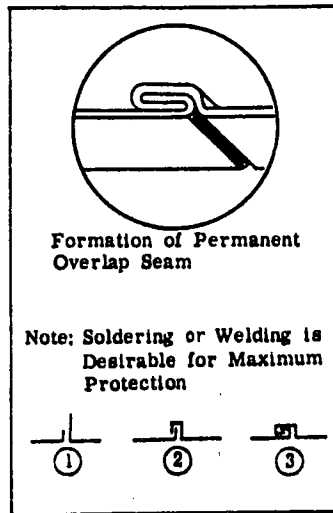 Formation of Permanent
Overlap Seam
Note: Soldering or Welding is
Desirable for Maximum
Protection
1 2 3